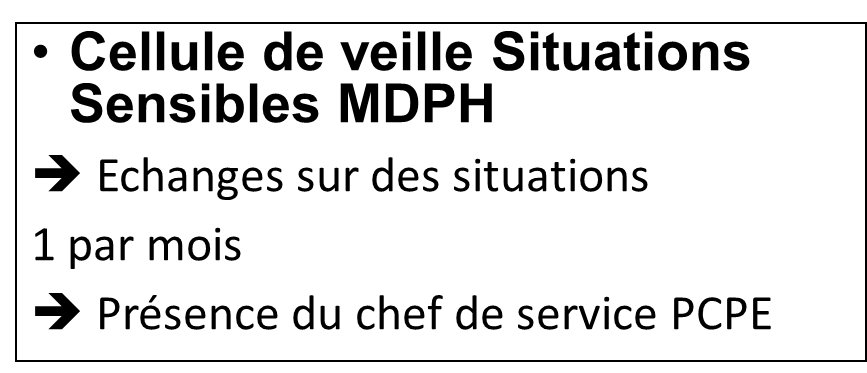 • Cellule de veille Situations
Sensibles MDPH
➔ Echanges sur des situations
1 par mois
➔ Présence du chef de service PCPE